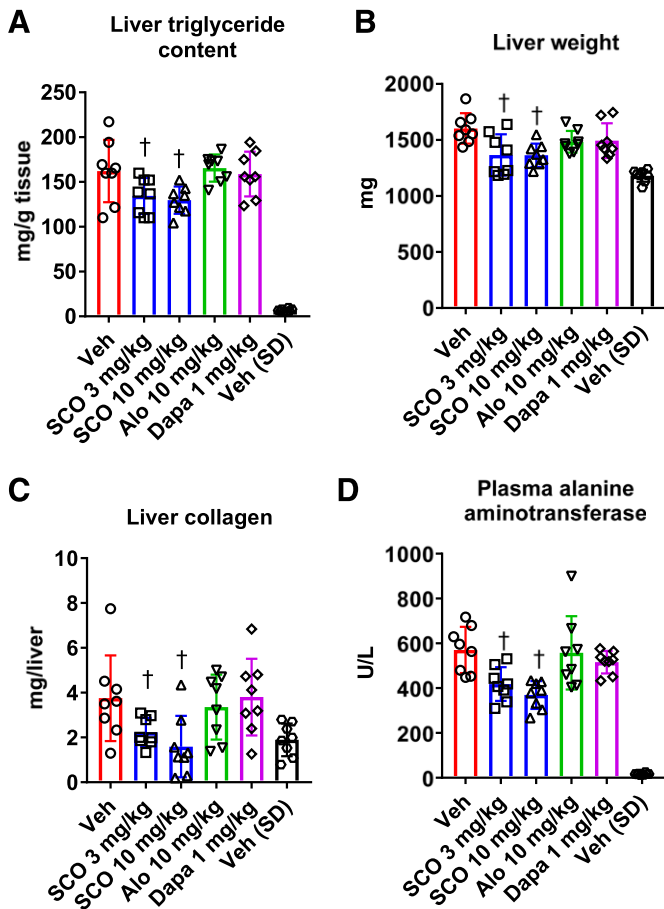 A
Liver triglyceride
content
mg/g tissue
250
200
150
100
50
0
†
†
Veh
SCO 3 mg/kg
SCO 10 mg/kg
Alo 10 mg/kg
Dapa 1 mg/kg
Veh (SD)
B
Liver weight
mg
2000
1500
1000
500
0
†
†
Veh
SCO 3 mg/kg
SCO 10 mg/kg
Alo 10 mg/kg
Dapa 1 mg/kg
Veh (SD)
C
Liver collagen
mg/liver
10
8
6
4
2
0
†
†
Veh
SCO 3 mg/kg
SCO 10 mg/kg
Alo 10 mg/kg
Dapa 1 mg/kg
Veh (SD)
D
Plasma alanine
aminotransferase
U/L
1000
800
600
400
200
0
†
†
Veh
SCO 3 mg/kg
SCO 10 mg/kg
Alo 10 mg/kg
Dapa 1 mg/kg
Veh (SD)